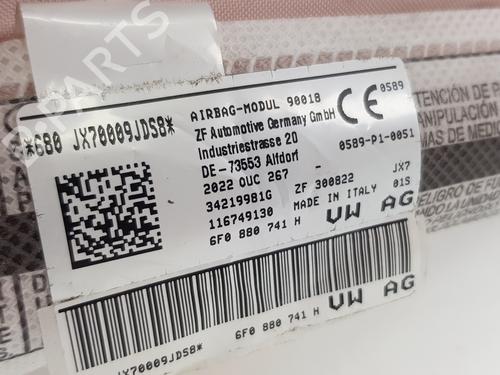 *680 JX70009JDS8*
AIRBAG-MODUL 90018
ZF Automotive Germany GmbH
Industriestrasse 20
DE-73553 Alfdorf
2022 OUC 267
34219981G
ZF 300822
116749130
MADE IN ITALY
6F0 880 741 H
VW AG
CE
0589
0589-P1-0051
JX7
01S
JX70009JDS8*
6F0 880 741 H
VW AG
PARTS